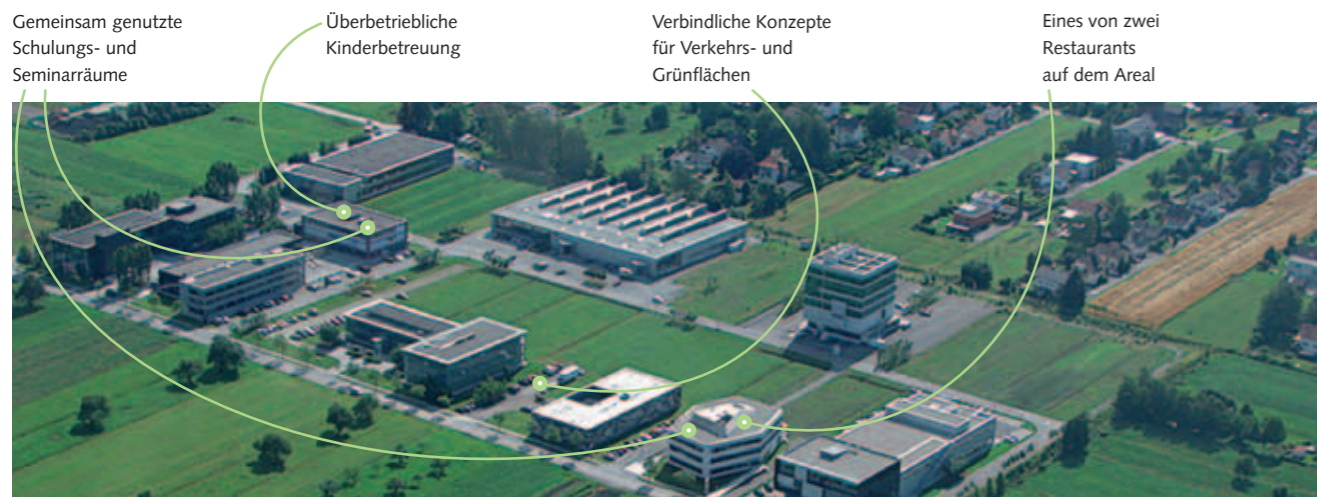 Gemeinsam genutzte
Schulungs- und
Seminarräume
Überbetriebliche
Kinderbetreuung
Verbindliche Konzepte
für Verkehrs- und
Grünflächen
Eines von zwei
Restaurants
auf dem Areal